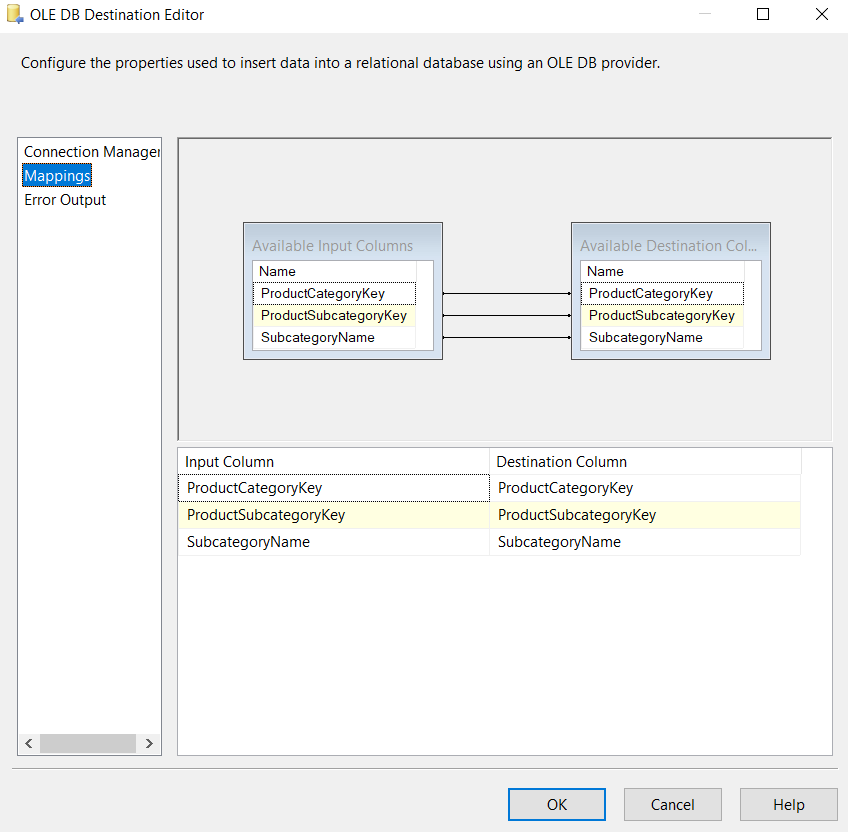 OLE DB Destination Editor
Configure the properties used to insert data into a relational database using an OLE DB provider.
Connection Manager
Mappings
Error Output
Available Input Columns
Name
ProductCategoryKey
ProductSubcategoryKey
SubcategoryName
Available Destination Col...
Name
ProductCategoryKey
ProductSubcategoryKey
SubcategoryName
Input Column Destination Column
ProductCategoryKey ProductCategoryKey
ProductSubcategoryKey ProductSubcategoryKey
SubcategoryName SubcategoryName
OK Cancel Help